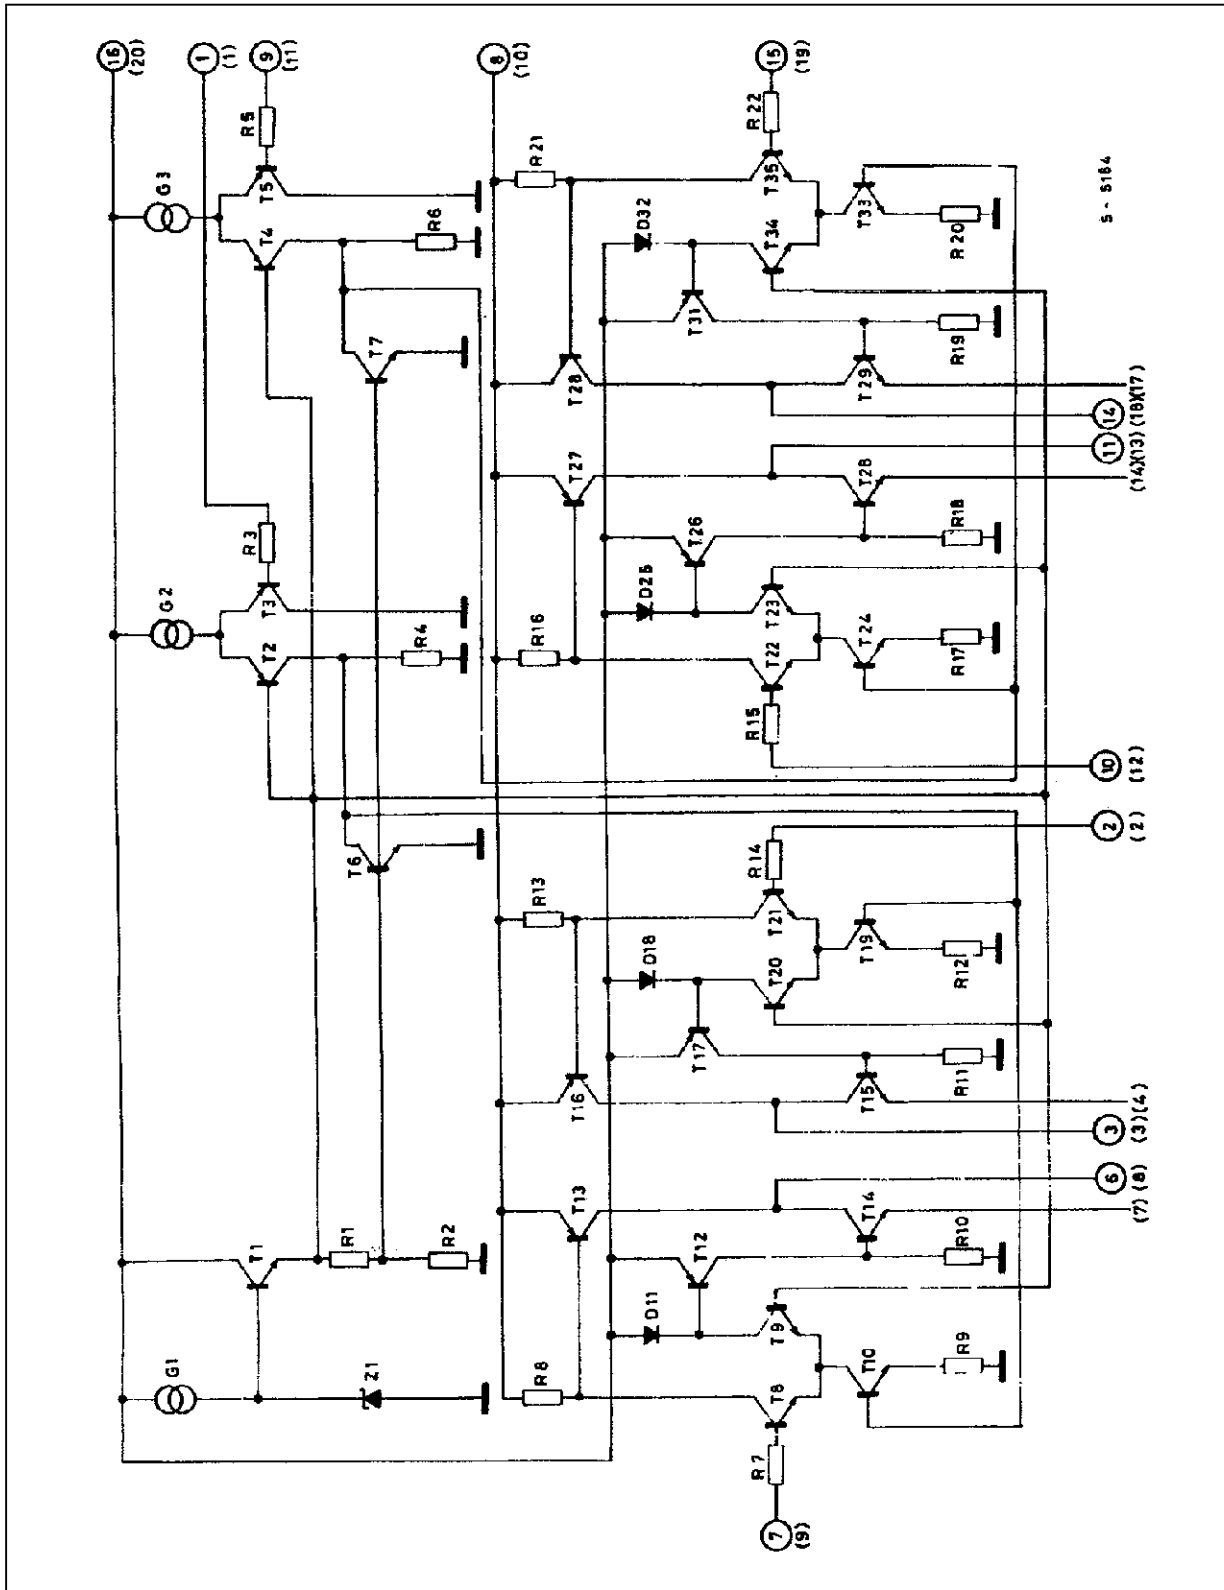 16
(20)
1
(1)
9
(11)
8
(10)
15
(19)
G3
R5
T5
T4
R6
T7
G2
R3
T3
T2
R4
T6
T1
R1
R2
G1
Z1
R21
R22
D32
T35
T34
T33
R20
T31
R19
T28
T29
14
(18)(17)
11
(14)(13)
T27
T28
T26
R18
D25
T23
R16
T22
T24
R17
R15
10
(12)
2
(2)
R14
R13
T21
D18
T20
T19
R12
T17
R11
T16
T15
3
(3)(4)
6
(7)(8)
T13
T14
T12
R10
D11
T9
R8
T8
T10
R9
R7
7
(9)
S - 5164